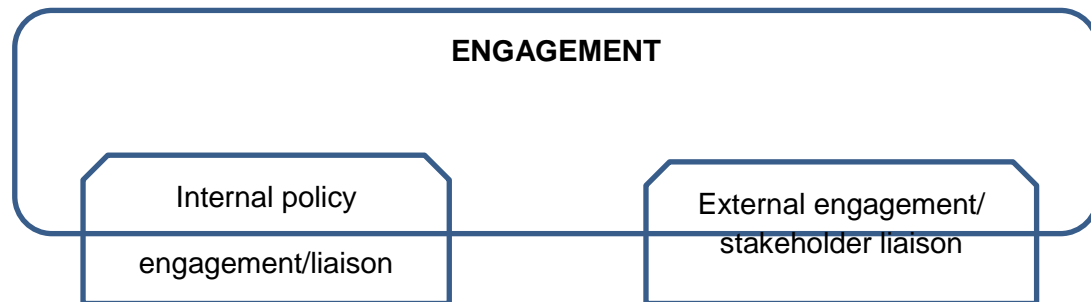 ENGAGEMENT
Internal policy
engagement/liaison
External engagement/
stakeholder liaison